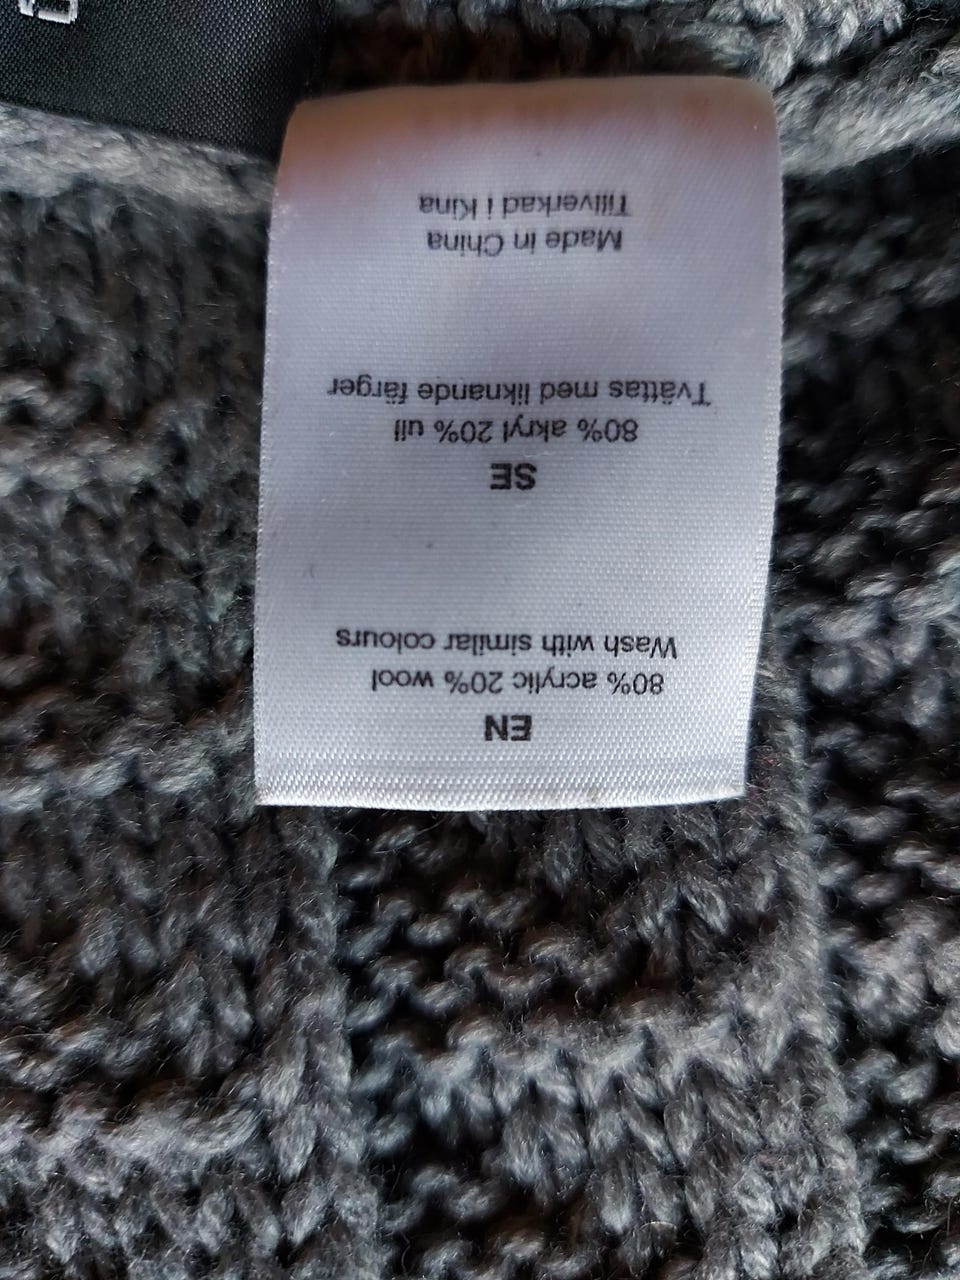 EN
80% acrylic 20% wool
Wash with similar colours
SE
80% akryl 20% ull
Tvättas med liknande färger
Made in China
Tillverkad i Kina